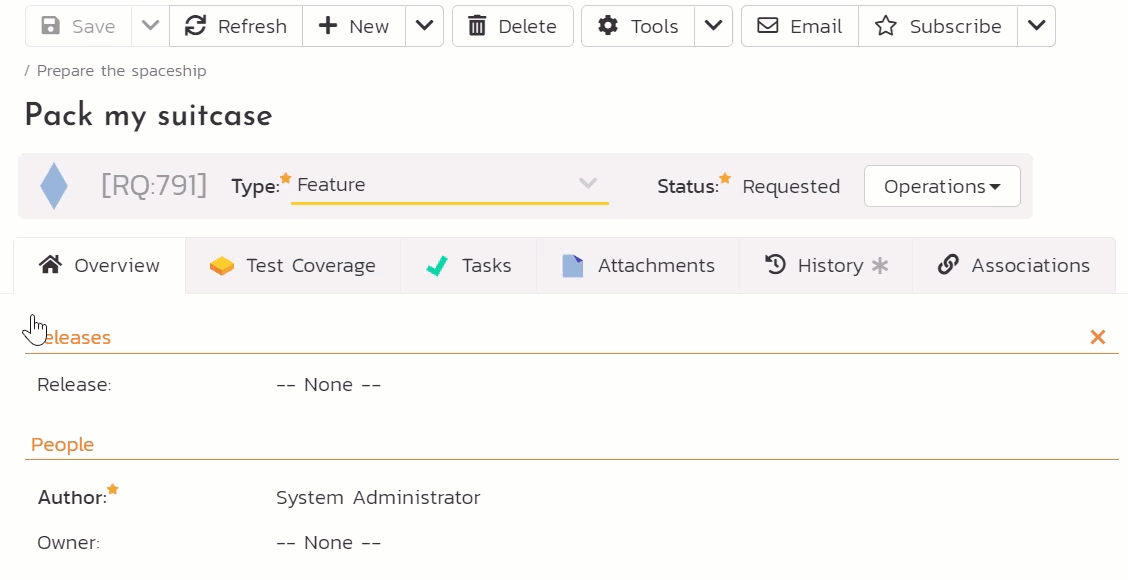 Save Refresh New Delete Tools Email Subscribe
/ Prepare the spaceship
Pack my suitcase
[RQ:791] Type: Feature Status: Requested Operations
Overview Test Coverage Tasks Attachments History Associations
eleases
Release: -- None --
People
Author: System Administrator
Owner: -- None --